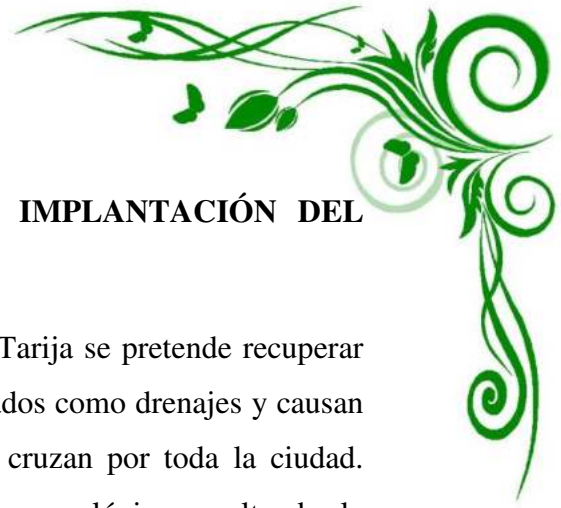 IMPLANTACIÓN DEL
Tarija se pretende recuperar
ados como drenajes y causan
cruzan por toda la ciudad.